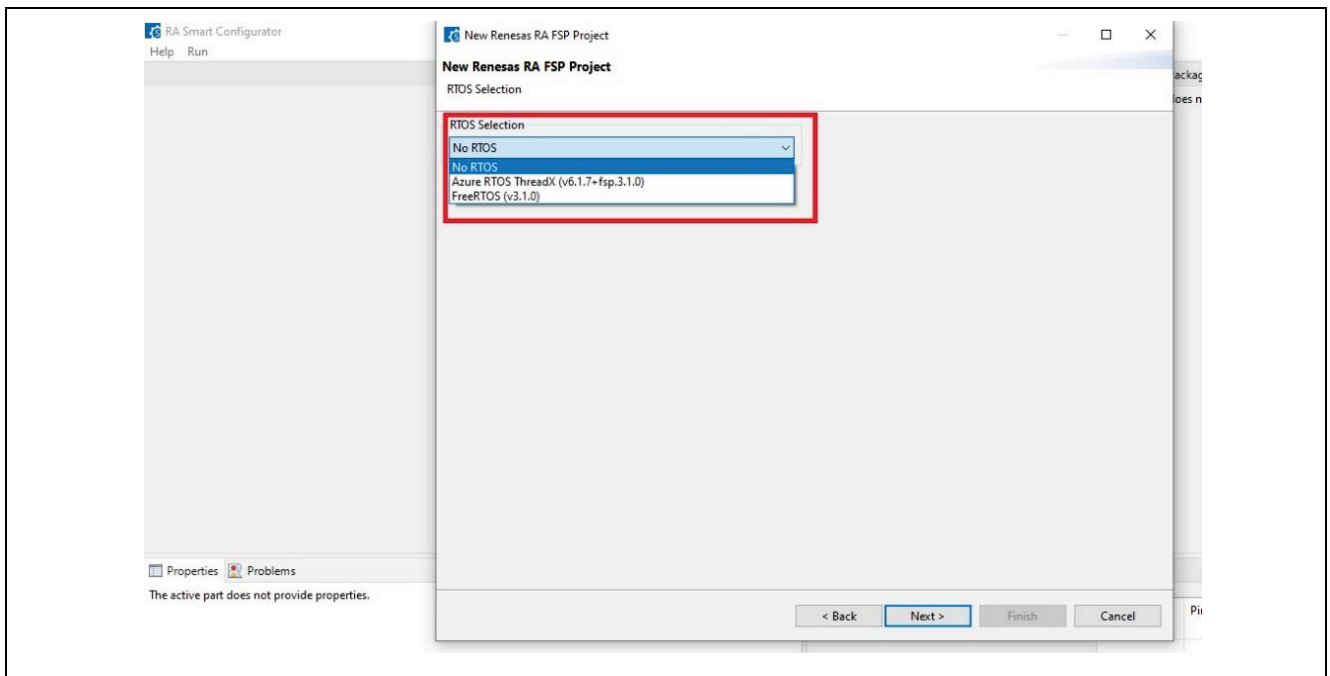 RA Smart Configurator
Help Run
New Renesas RA FSP Project
New Renesas RA FSP Project
RTOS Selection
RTOS Selection
No RTOS
No RTOS
Azure RTOS ThreadX (v6.1.7+fsp.3.1.0)
FreeRTOS (v3.1.0)
Properties Problems
The active part does not provide properties.
< Back Next > Finish Cancel